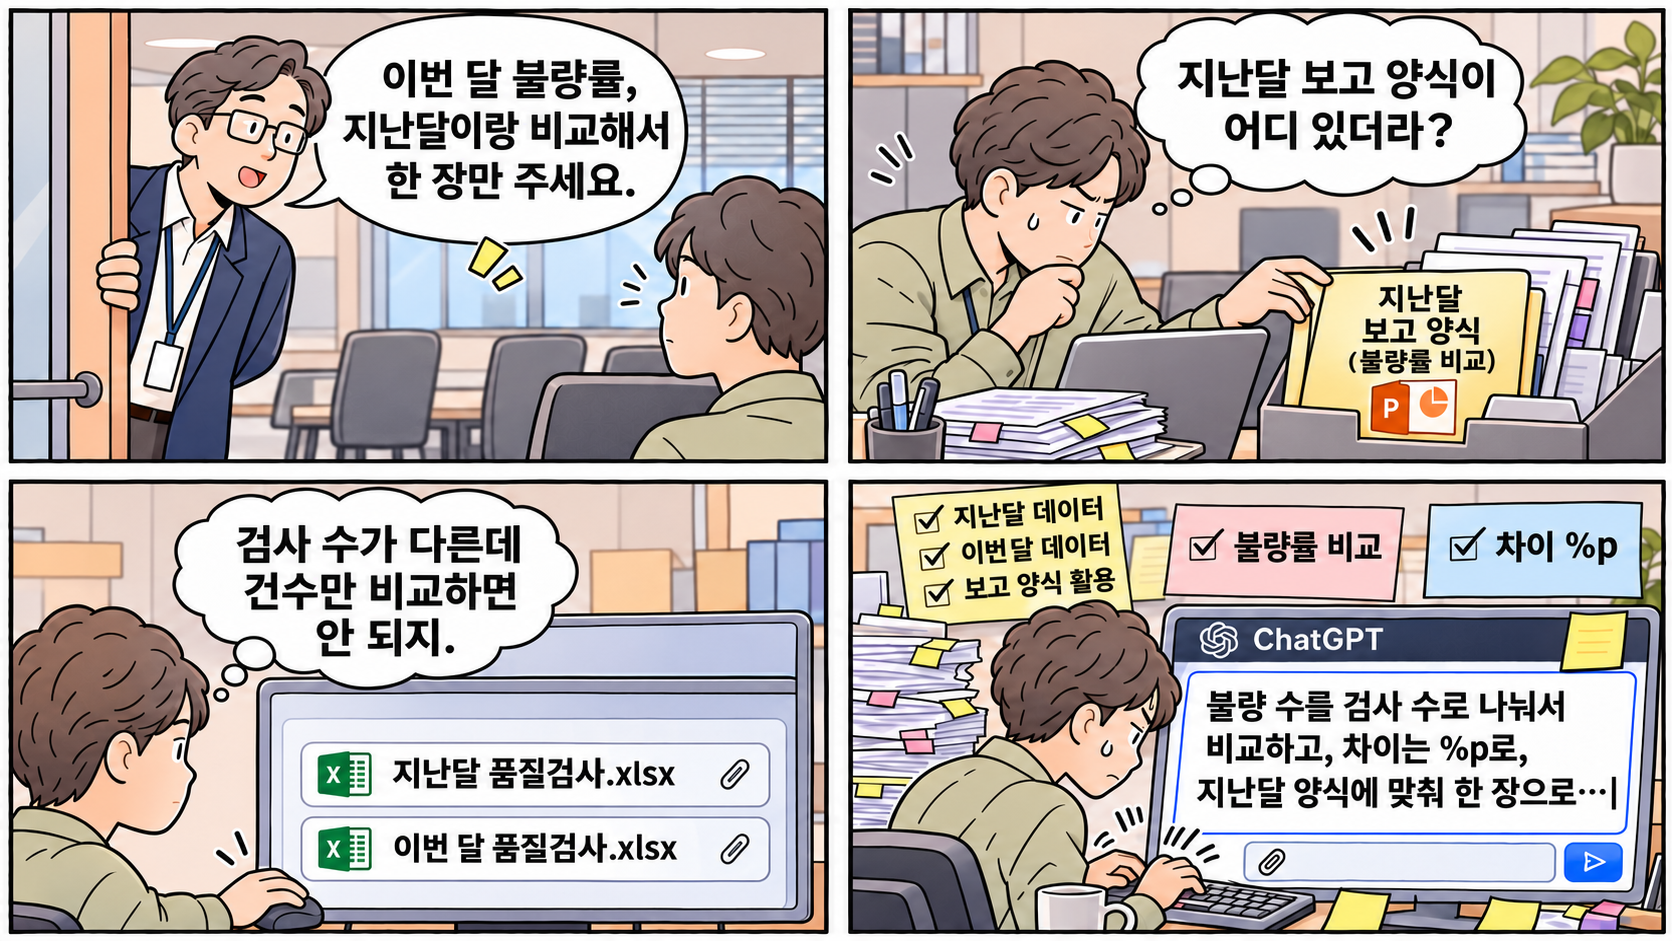 이번 달 불량률,
지난달이랑 비교해서
한 장만 주세요.
지난달 보고 양식이
어디 있더라?
지난달
보고 양식
(불량률 비교)
P
검사 수가 다른데
건수만 비교하면
안 되지.
X 지난달 품질검사.xlsx
X 이번 달 품질검사.xlsx
지난달 데이터
이번달 데이터
보고 양식 활용
불량률 비교
차이 %p
ChatGPT
불량 수를 검사 수로 나눠서
비교하고, 차이는 %p로,
지난달 양식에 맞춰 한 장으로…|